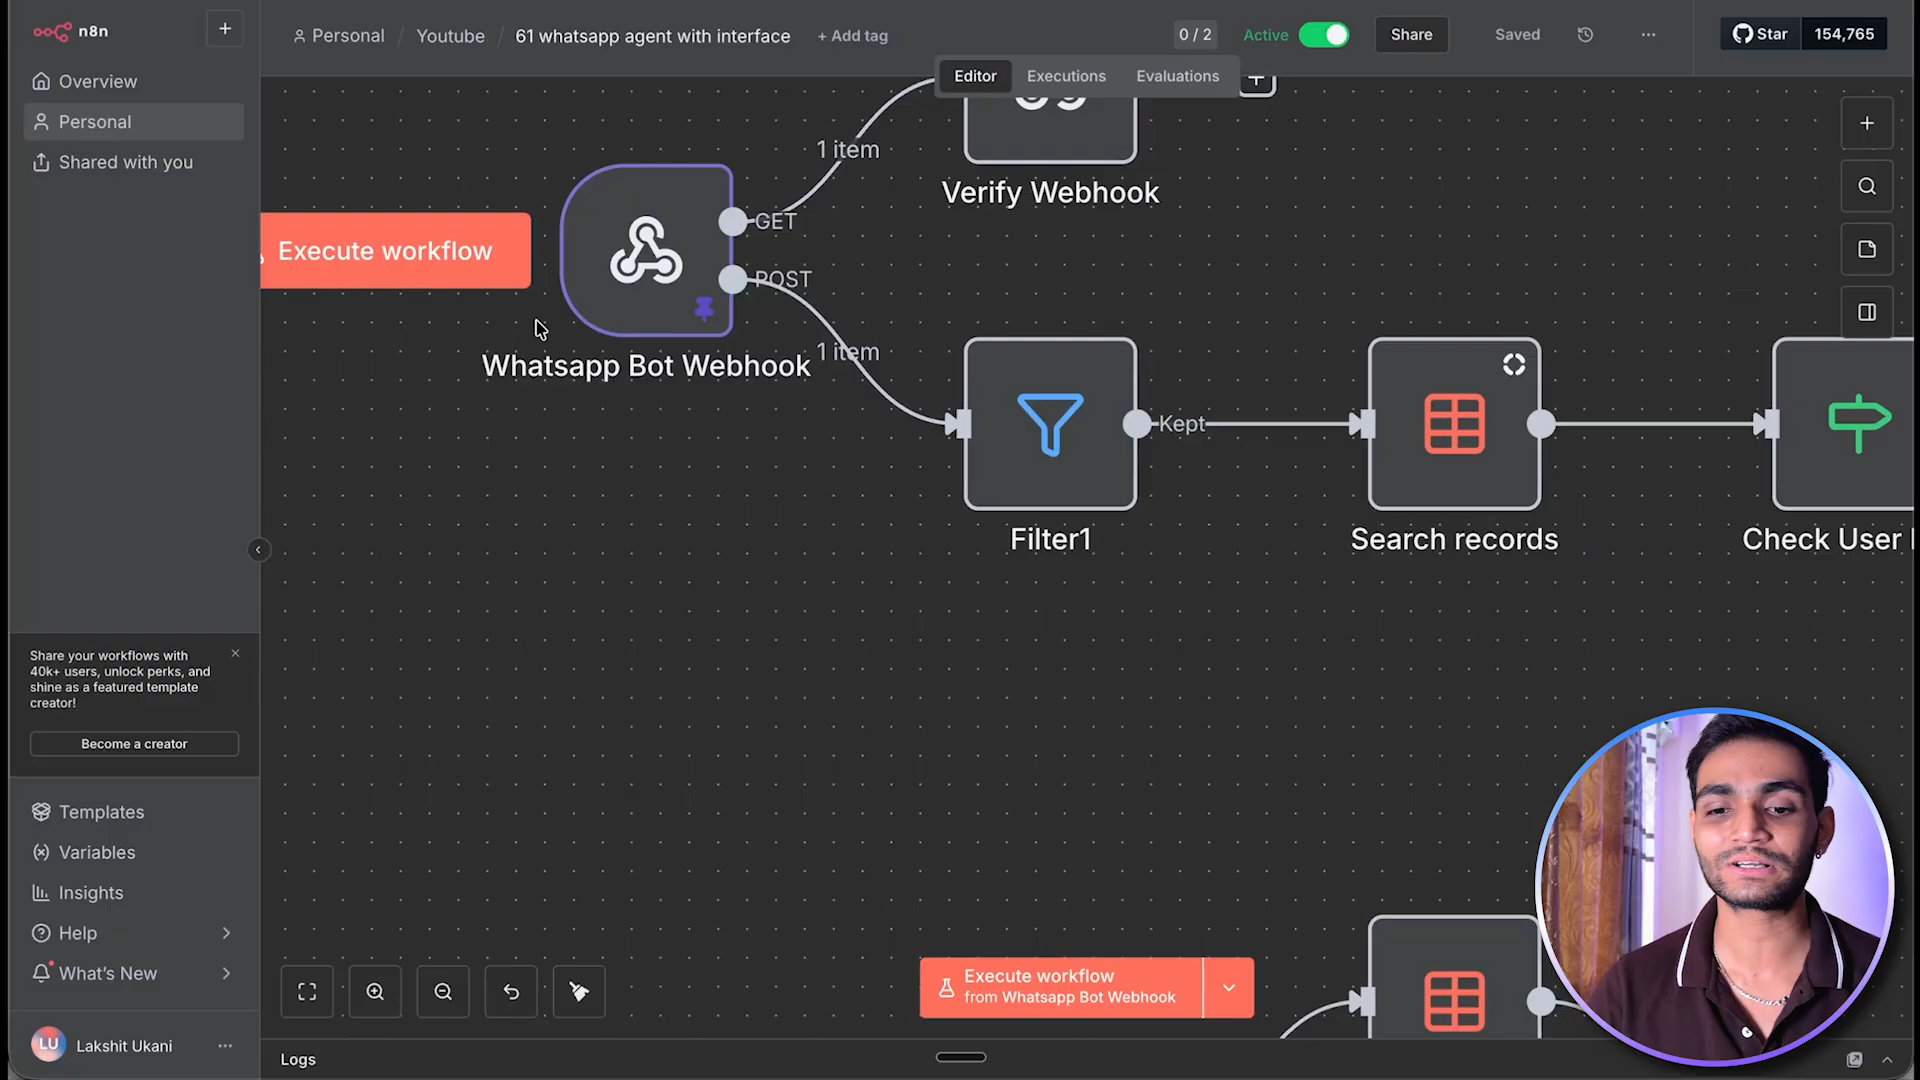 n8n
Personal / Youtube / 61 whatsapp agent with interface + Add tag
0 / 2
Active
Share
Saved
Star
154,765
Overview
Personal
Shared with you
Editor
Executions
Evaluations
1 item
GET
Verify Webhook
Execute workflow
POST
1 item
Whatsapp Bot Webhook
Kept
Filter1
Search records
Check User
Share your workflows with
40k+ users, unlock perks, and
shine as a featured template
creator!
Become a creator
Templates
Variables
Insights
Help
What's New
Execute workflow
from Whatsapp Bot Webhook
LU
Lakshit Ukani
Logs